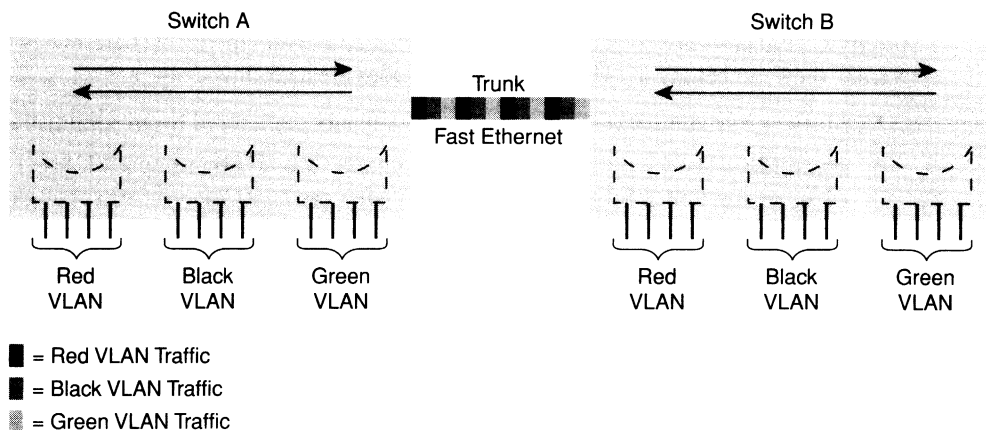 Switch A
Switch B
Trunk
Fast Ethernet
Red
VLAN
Black
VLAN
Green
VLAN
Red
VLAN
Black
VLAN
Green
VLAN
= Red VLAN Traffic
= Black VLAN Traffic
= Green VLAN Traffic